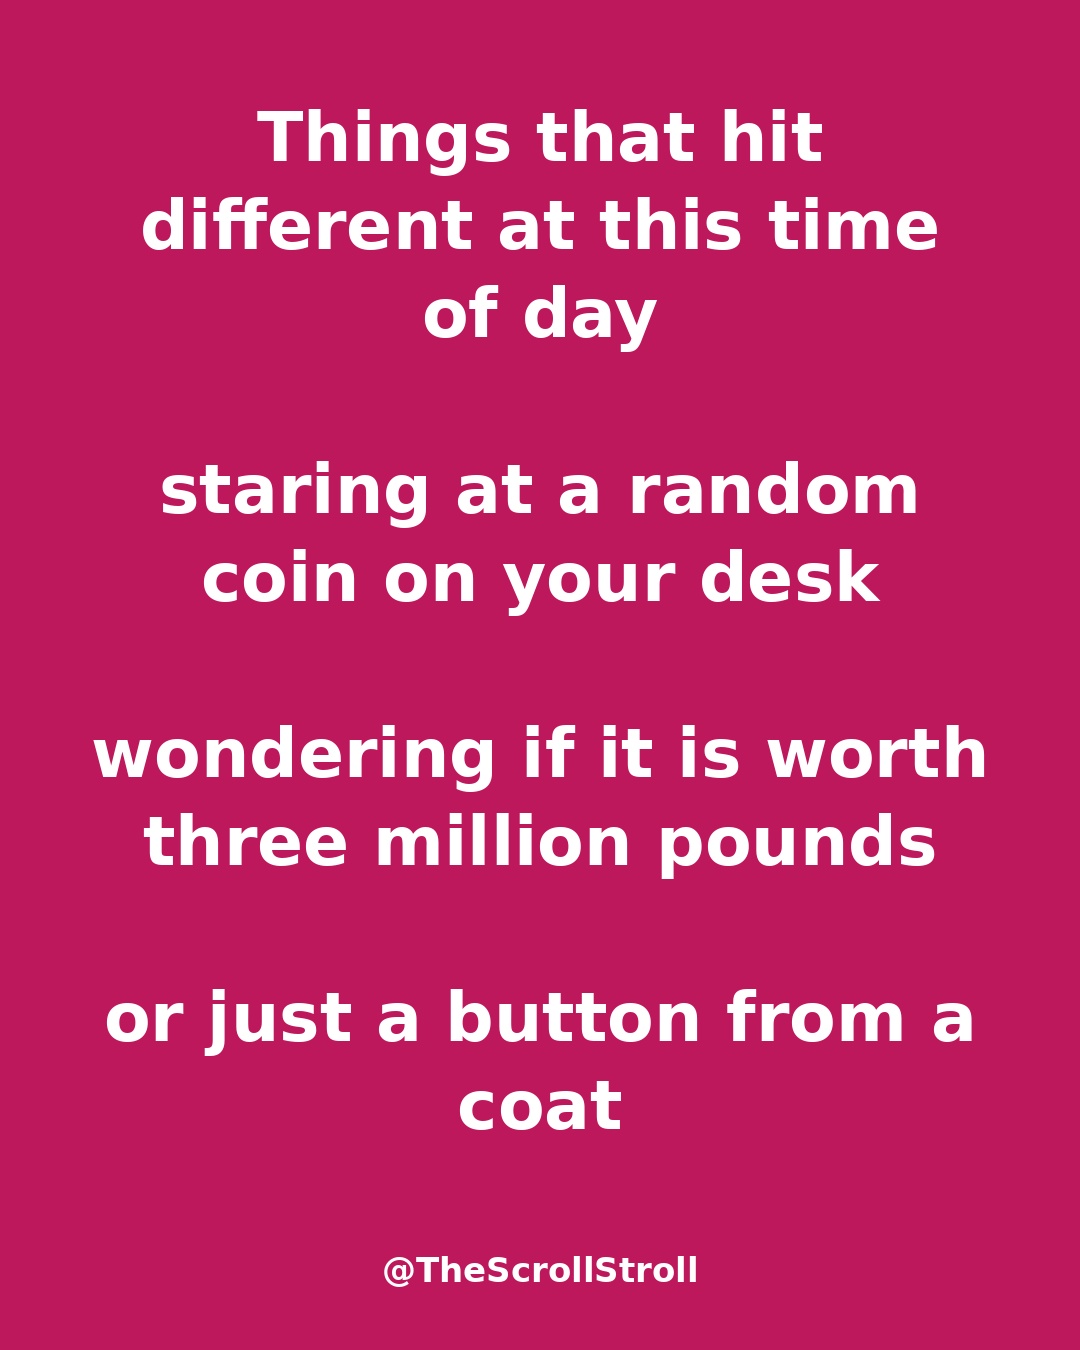 Things that hit
different at this time
of day
staring at a random
coin on your desk
wondering if it is worth
three million pounds
or just a button from a
coat
@TheScrollStroll